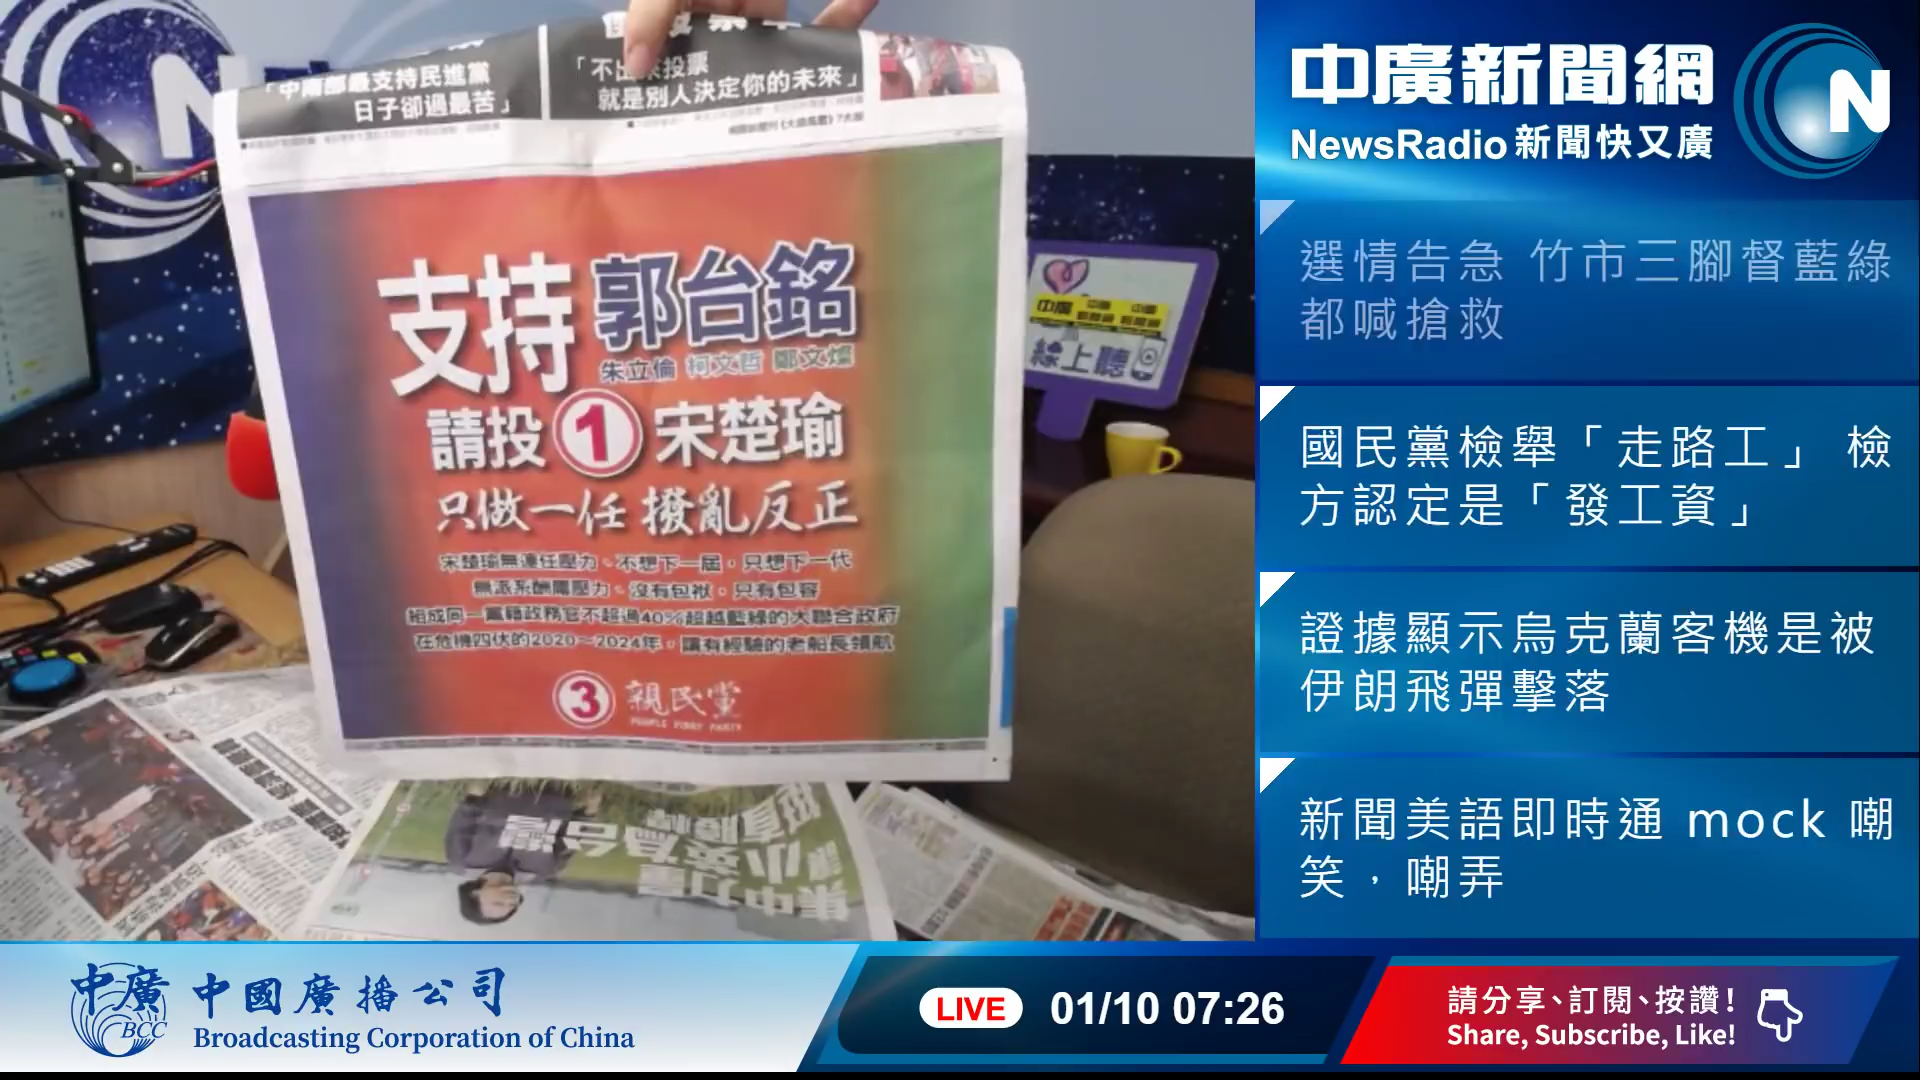 「中南部最支持民進黨
日子卻過最苦」
就是別人決定你的未來」
支持 郭台銘
朱立倫 柯文哲 鄭文燦
請投 1 宋楚瑜
只做一任 撥亂反正
宋楚瑜無連任壓力、不想下一屆,只想下一代
無派系酬庸壓力、沒有包袱,只有包容
組成同一黨籍政務官不超過40%超越藍綠的大聯合政府
在危機四伏的2020~2024年,讓有經驗的老船長領航
3 親民黨
PEOPLE FIRST PARTY
線上聽
中廣新聞網
N
NewsRadio 新聞快又廣
選情告急 竹市三腳督藍綠
都喊搶救
國民黨檢舉「走路工」 檢
方認定是「發工資」
證據顯示烏克蘭客機是被
伊朗飛彈擊落
新聞美語即時通 mock 嘲
笑,嘲弄
中廣 BCC 中國廣播公司
Broadcasting Corporation of China
LIVE 01/10 07:26
請分享、訂閱、按讚!
Share, Subscribe, Like!